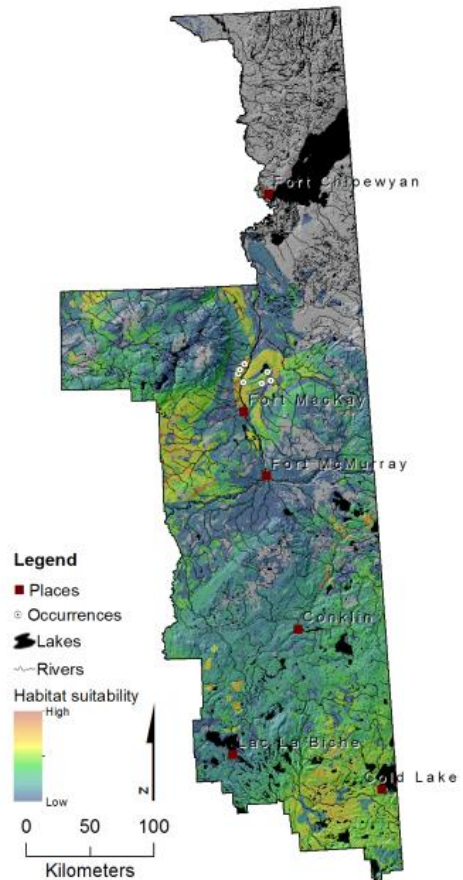 Fort Chipewyan
Fort MacKay
Fort McMurray
Conklin
Lac La Biche
Cold Lake
Legend
Places
Occurrences
Lakes
Rivers
Habitat suitability
High
Low
N
0 50 100
Kilometers